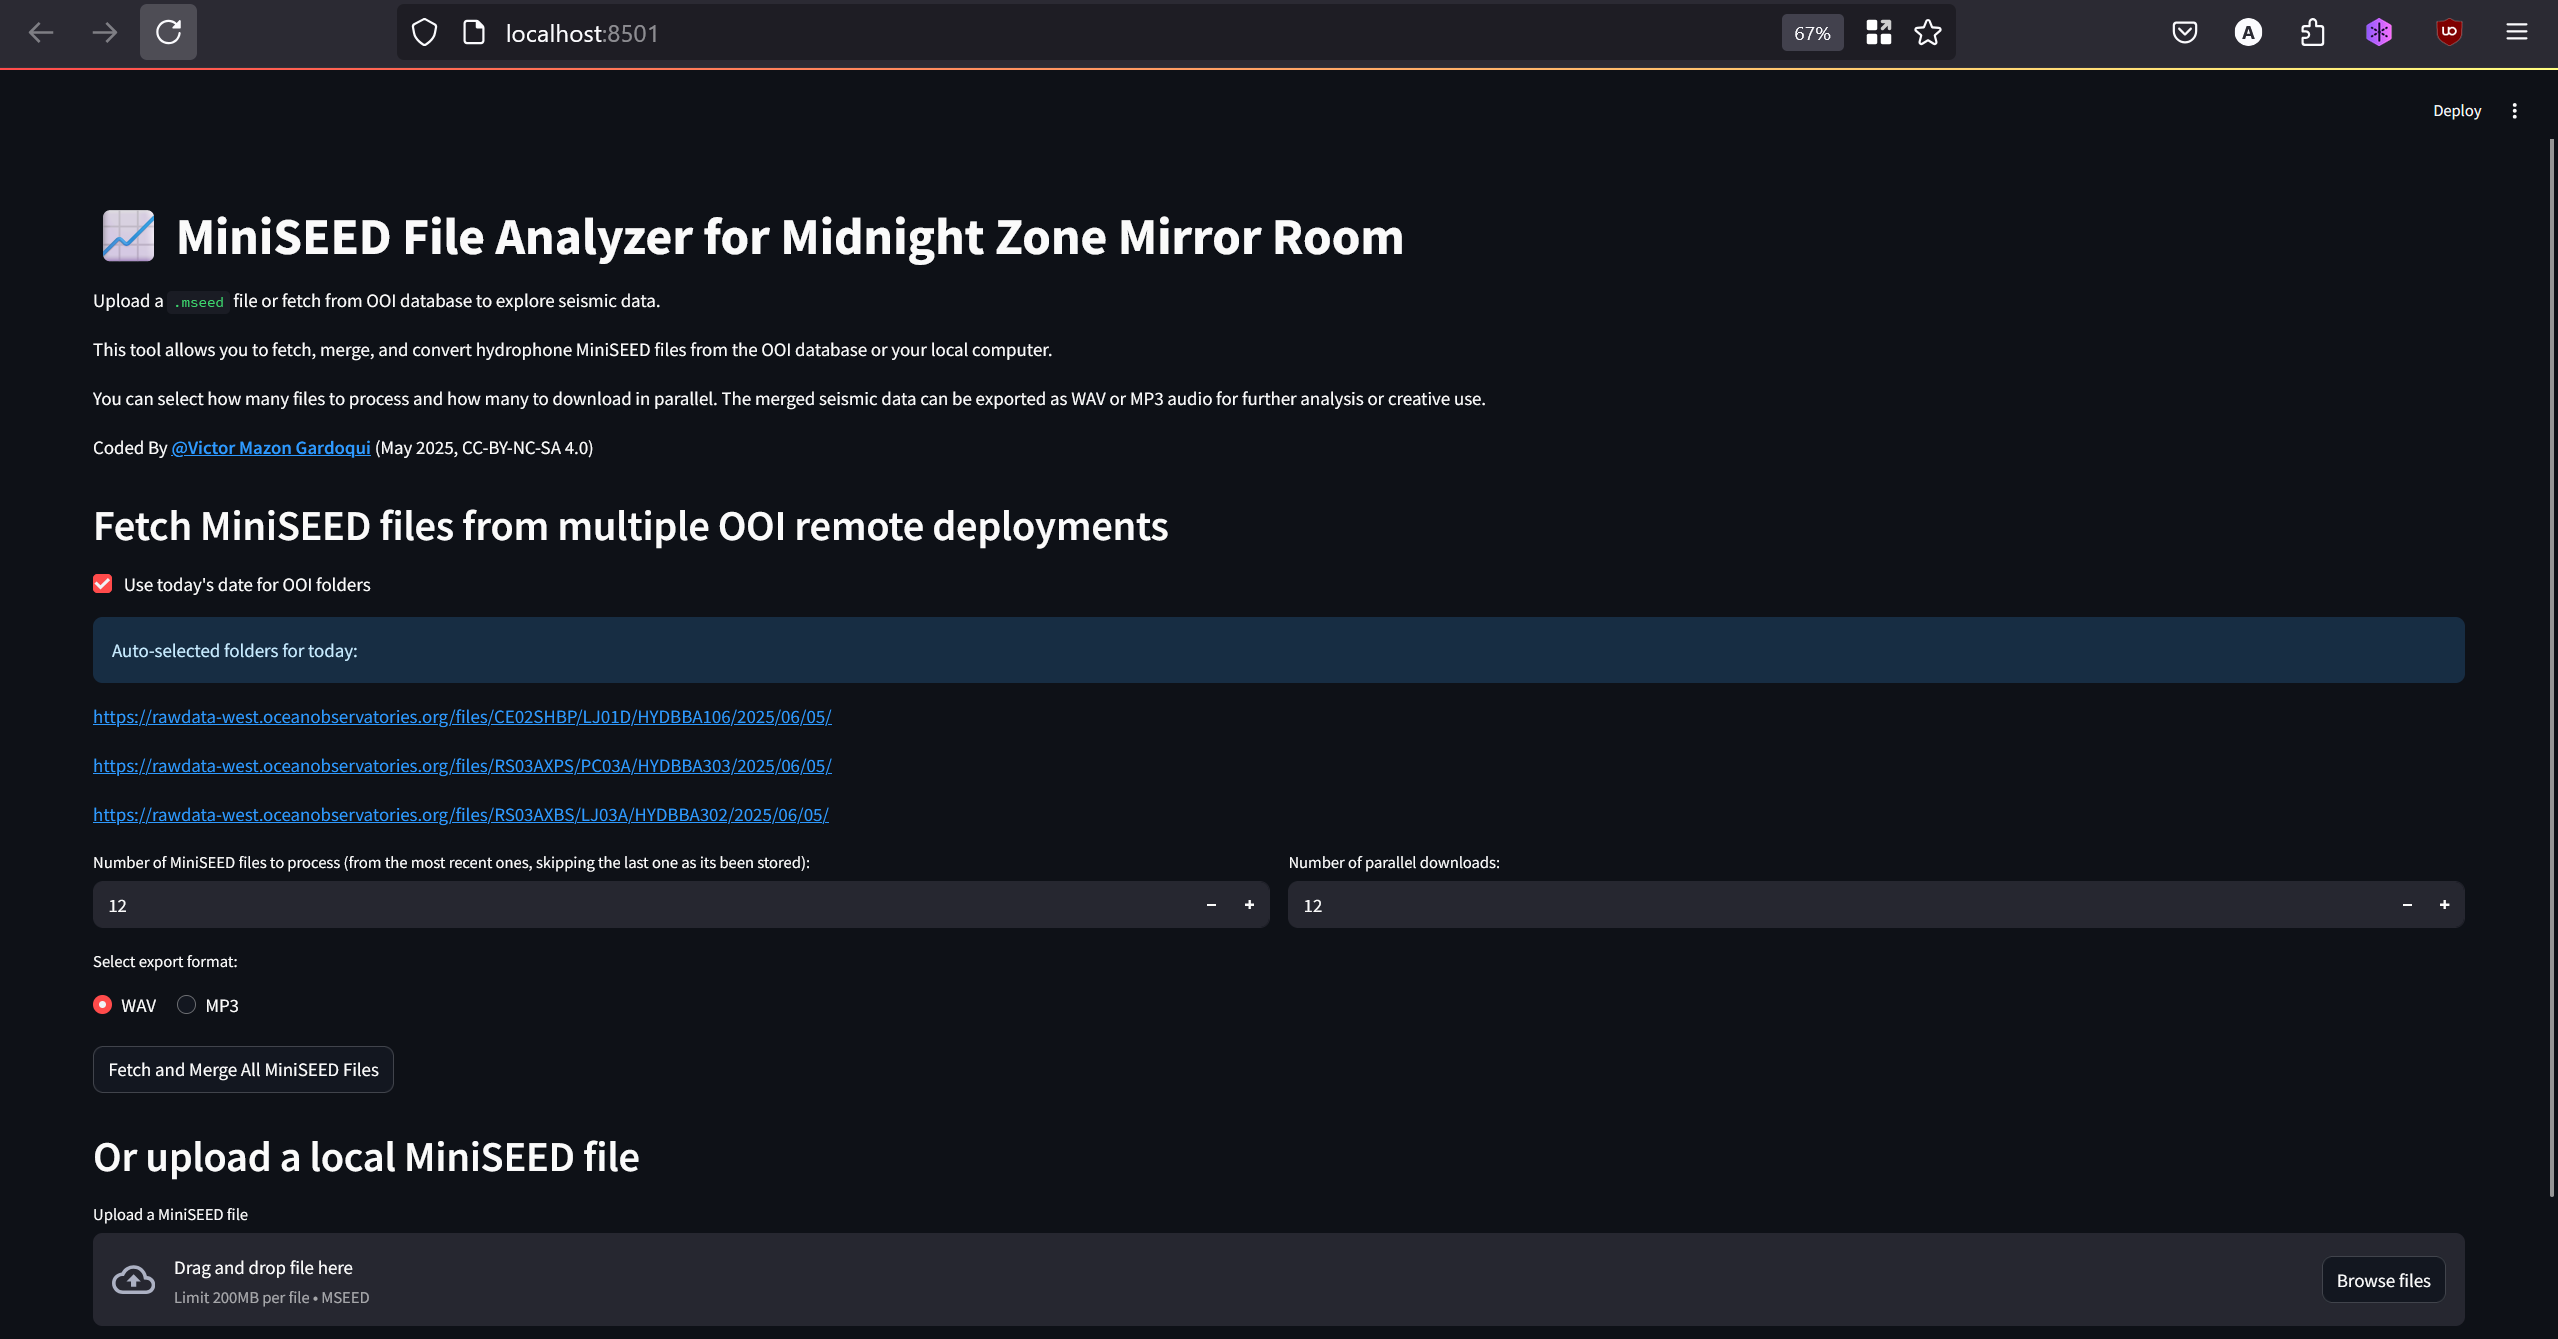 localhost:8501
67%
Deploy
MiniSEED File Analyzer for Midnight Zone Mirror Room
Upload a .mseed file or fetch from OOI database to explore seismic data.
This tool allows you to fetch, merge, and convert hydrophone MiniSEED files from the OOI database or your local computer.
You can select how many files to process and how many to download in parallel. The merged seismic data can be exported as WAV or MP3 audio for further analysis or creative use.
Coded By @Victor Mazon Gardoqui (May 2025, CC-BY-NC-SA 4.0)
Fetch MiniSEED files from multiple OOI remote deployments
Use today's date for OOI folders
Auto-selected folders for today:
https://rawdata-west.oceanobservatories.org/files/CE02SHBP/LJ01D/HYDBBA106/2025/06/05/
https://rawdata-west.oceanobservatories.org/files/RS03AXPS/PC03A/HYDBBA303/2025/06/05/
https://rawdata-west.oceanobservatories.org/files/RS03AXBS/LJ03A/HYDBBA302/2025/06/05/
Number of MiniSEED files to process (from the most recent ones, skipping the last one as its been stored):
12
Number of parallel downloads:
12
Select export format:
WAV
MP3
Fetch and Merge All MiniSEED Files
Or upload a local MiniSEED file
Upload a MiniSEED file
Drag and drop file here
Limit 200MB per file • MSEED
Browse files